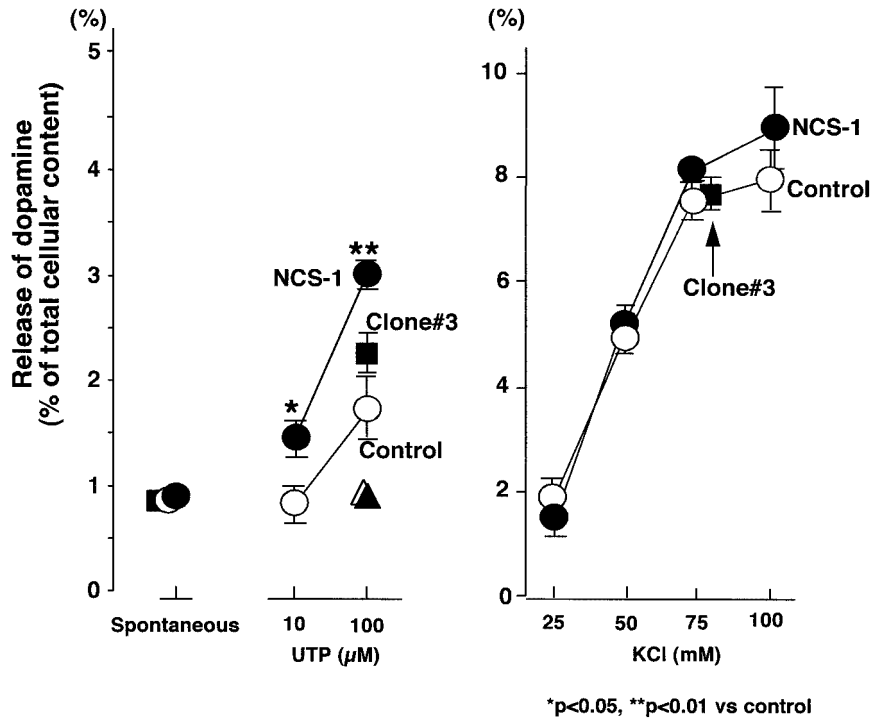 (%)
(%)
Release of dopamine
(% of total cellular content)
5
4
3
2
1
0
NCS-1
**
Clone#3
*
Control
Spontaneous
10
100
UTP (µM)
10
8
6
4
2
0
NCS-1
Control
Clone#3
25
50
75
100
KCl (mM)
*p<0.05, **p<0.01 vs control